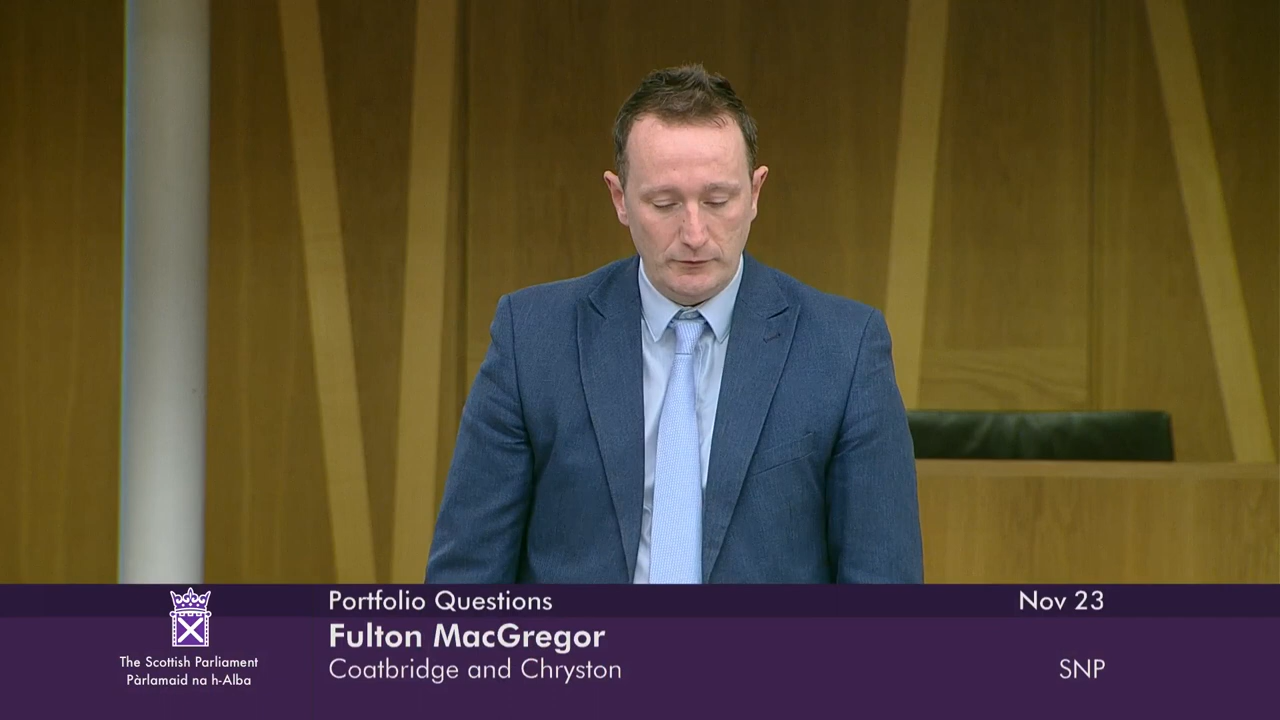 Portfolio Questions
Nov 23
Fulton MacGregor
Coatbridge and Chryston
SNP
The Scottish Parliament
Pàrlamaid na h-Alba